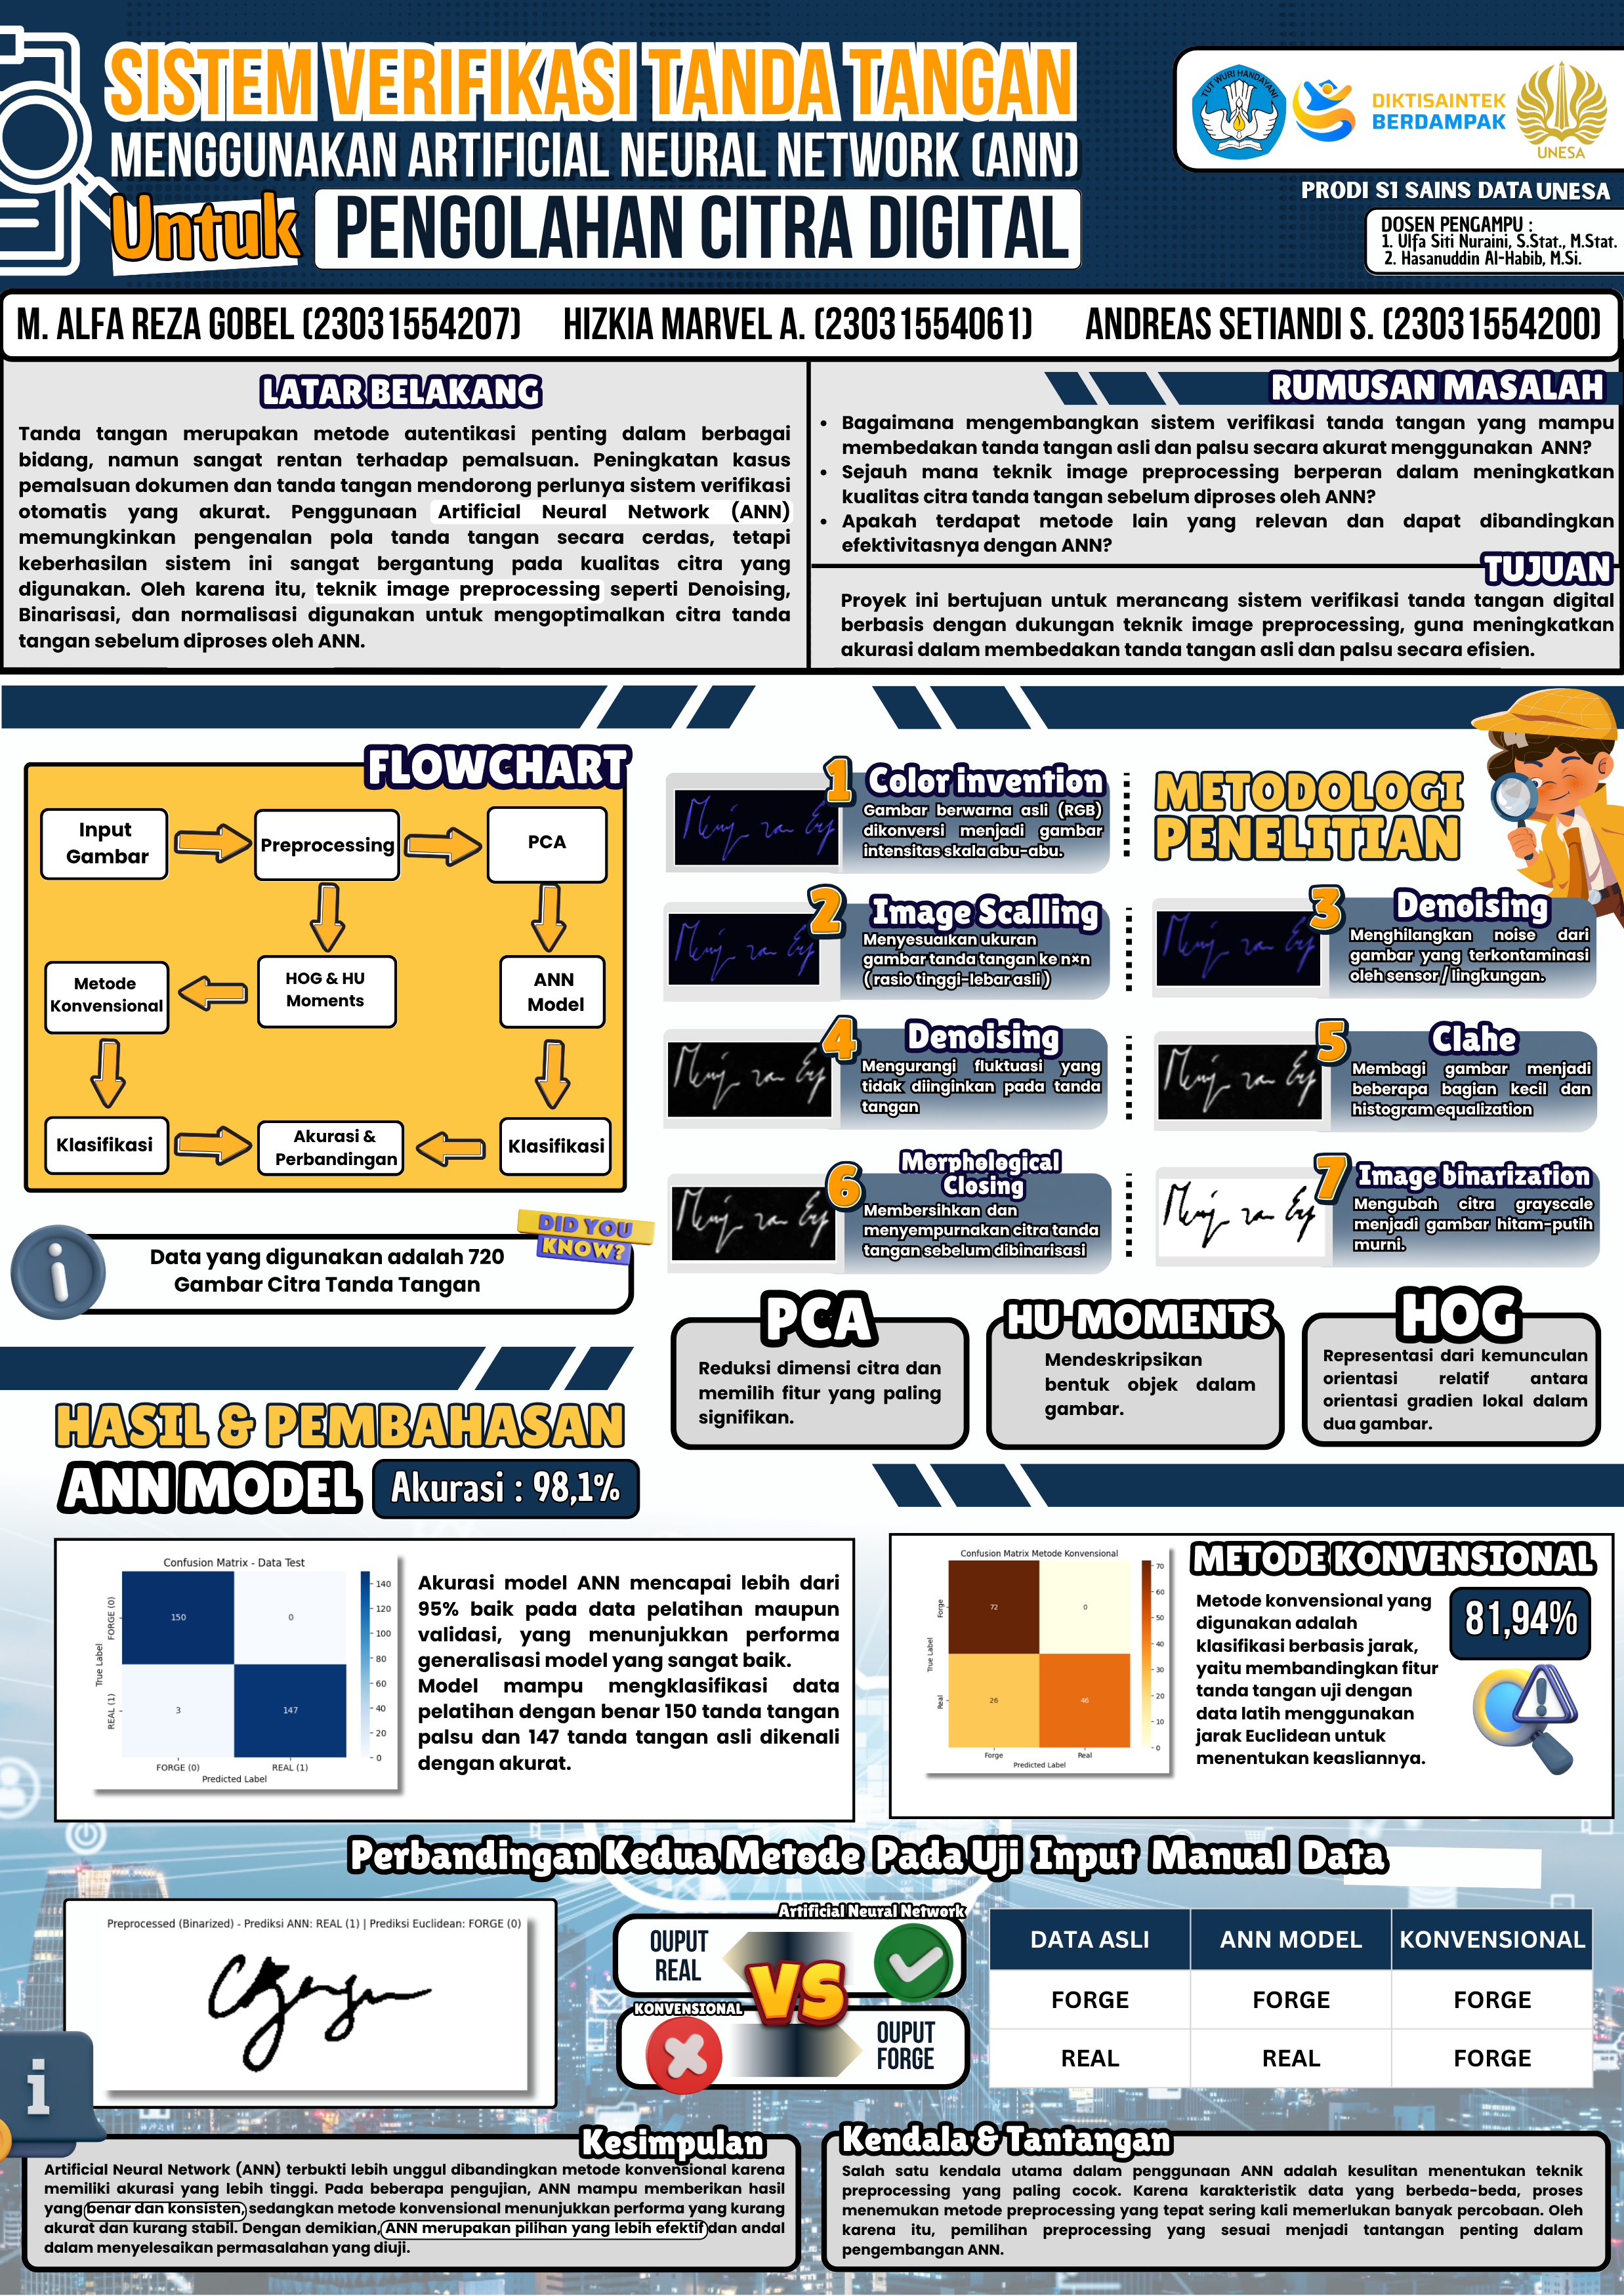 SISTEM VERIFIKASI TANDA TANGAN
MENGGUNAKAN ARTIFICIAL NEURAL NETWORK (ANN)
Untuk PENGOLAHAN CITRA DIGITAL
TUT WURI HANDAYANI
DIKTISAINTEK
BERDAMPAK
UNESA
PRODI S1 SAINS DATA UNESA
DOSEN PENGAMPU :
1. Ulfa Siti Nuraini, S.Stat., M.Stat.
2. Hasanuddin Al-Habib, M.Si.
M. ALFA REZA GOBEL (23031554207) HIZKIA MARVEL A. (23031554061) ANDREAS SETIANDI S. (23031554200)
LATAR BELAKANG
Tanda tangan merupakan metode autentikasi penting dalam berbagai
bidang, namun sangat rentan terhadap pemalsuan. Peningkatan kasus
pemalsuan dokumen dan tanda tangan mendorong perlunya sistem verifikasi
otomatis yang akurat. Penggunaan Artificial Neural Network (ANN)
memungkinkan pengenalan pola tanda tangan secara cerdas, tetapi
keberhasilan sistem ini sangat bergantung pada kualitas citra yang
digunakan. Oleh karena itu, teknik image preprocessing seperti Denoising,
Binarisasi, dan normalisasi digunakan untuk mengoptimalkan citra tanda
tangan sebelum diproses oleh ANN.
RUMUSAN MASALAH
• Bagaimana mengembangkan sistem verifikasi tanda tangan yang mampu
membedakan tanda tangan asli dan palsu secara akurat menggunakan ANN?
• Sejauh mana teknik image preprocessing berperan dalam meningkatkan
kualitas citra tanda tangan sebelum diproses oleh ANN?
• Apakah terdapat metode lain yang relevan dan dapat dibandingkan
efektivitasnya dengan ANN?
TUJUAN
Proyek ini bertujuan untuk merancang sistem verifikasi tanda tangan digital
berbasis dengan dukungan teknik image preprocessing, guna meningkatkan
akurasi dalam membedakan tanda tangan asli dan palsu secara efisien.
FLOWCHART
Input
Gambar
Preprocessing
PCA
Metode
Konvensional
HOG & HU
Moments
ANN
Model
Klasifikasi
Akurasi &
Perbandingan
Klasifikasi
DID YOU
KNOW?
Data yang digunakan adalah 720
Gambar Citra Tanda Tangan
METODOLOGI
PENELITIAN
1 Color invention
Gambar berwarna asli (RGB)
dikonversi menjadi gambar
intensitas skala abu-abu.
2 Image Scalling
Menyesuaikan ukuran
gambar tanda tangan ke n×n
(rasio tinggi-lebar asli)
3 Denoising
Menghilangkan noise dari
gambar yang terkontaminasi
oleh sensor / lingkungan.
4 Denoising
Mengurangi fluktuasi yang
tidak diinginkan pada tanda
tangan
5 Clahe
Membagi gambar menjadi
beberapa bagian kecil dan
histogram equalization
6 Morphological
Closing
Membersihkan dan
menyempurnakan citra tanda
tangan sebelum dibinarisasi
7 Image binarization
Mengubah citra grayscale
menjadi gambar hitam-putih
murni.
PCA
Reduksi dimensi citra dan
memilih fitur yang paling
signifikan.
HU MOMENTS
Mendeskripsikan
bentuk objek dalam
gambar.
HOG
Representasi dari kemunculan
orientasi relatif antara
orientasi gradien lokal dalam
dua gambar.
HASIL & PEMBAHASAN
ANN MODEL Akurasi : 98,1%
Confusion Matrix - Data Test
True Label
FORGE (0)
REAL (1)
150 0
3 147
FORGE (0) REAL (1)
Predicted Label
140
120
100
80
60
40
20
0
Akurasi model ANN mencapai lebih dari
95% baik pada data pelatihan maupun
validasi, yang menunjukkan performa
generalisasi model yang sangat baik.
Model mampu mengklasifikasi data
pelatihan dengan benar 150 tanda tangan
palsu dan 147 tanda tangan asli dikenali
dengan akurat.
Confusion Matrix Metode Konvensional
True Label
Forge
Real
72 0
26 46
Forge Real
Predicted Label
70
60
50
40
30
20
10
0
METODE KONVENSIONAL
Metode konvensional yang
digunakan adalah
klasifikasi berbasis jarak,
yaitu membandingkan fitur
tanda tangan uji dengan
data latih menggunakan
jarak Euclidean untuk
menentukan keasliannya.
81,94%
Perbandingan Kedua Metode Pada Uji Input Manual Data
Preprocessed (Binarized) - Prediksi ANN: REAL (1) | Prediksi Euclidean: FORGE (0)
Artificial Neural Network
OUPUT
REAL
VS
KONVENSIONAL
OUPUT
FORGE
DATA ASLI ANN MODEL KONVENSIONAL
FORGE FORGE FORGE
REAL REAL FORGE
Kesimpulan
Artificial Neural Network (ANN) terbukti lebih unggul dibandingkan metode konvensional karena
memiliki akurasi yang lebih tinggi. Pada beberapa pengujian, ANN mampu memberikan hasil
yang benar dan konsisten, sedangkan metode konvensional menunjukkan performa yang kurang
akurat dan kurang stabil. Dengan demikian, ANN merupakan pilihan yang lebih efektif dan andal
dalam menyelesaikan permasalahan yang diuji.
Kendala & Tantangan
Salah satu kendala utama dalam penggunaan ANN adalah kesulitan menentukan teknik
preprocessing yang paling cocok. Karena karakteristik data yang berbeda-beda, proses
menemukan metode preprocessing yang tepat sering kali memerlukan banyak percobaan. Oleh
karena itu, pemilihan preprocessing yang sesuai menjadi tantangan penting dalam
pengembangan ANN.